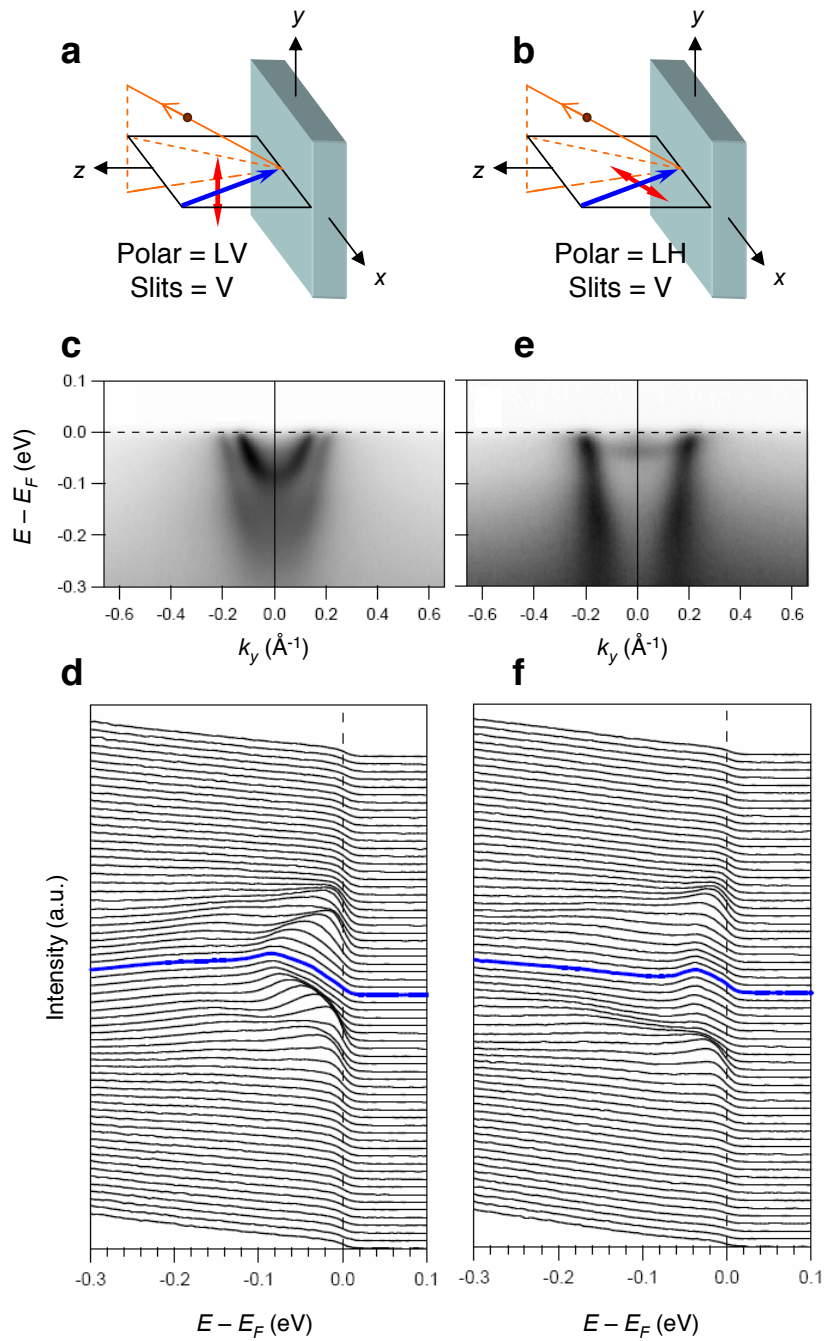 a
y
z
x
Polar = LV
Slits = V
b
y
z
x
Polar = LH
Slits = V
c
0.1
0.0
-0.1
-0.2
-0.3
E – E_F (eV)
-0.6 -0.4 -0.2 0.0 0.2 0.4 0.6
k_y (Å⁻¹)
e
-0.6 -0.4 -0.2 0.0 0.2 0.4 0.6
k_y (Å⁻¹)
d
Intensity (a.u.)
-0.3 -0.2 -0.1 0.0 0.1
E – E_F (eV)
f
-0.3 -0.2 -0.1 0.0 0.1
E – E_F (eV)